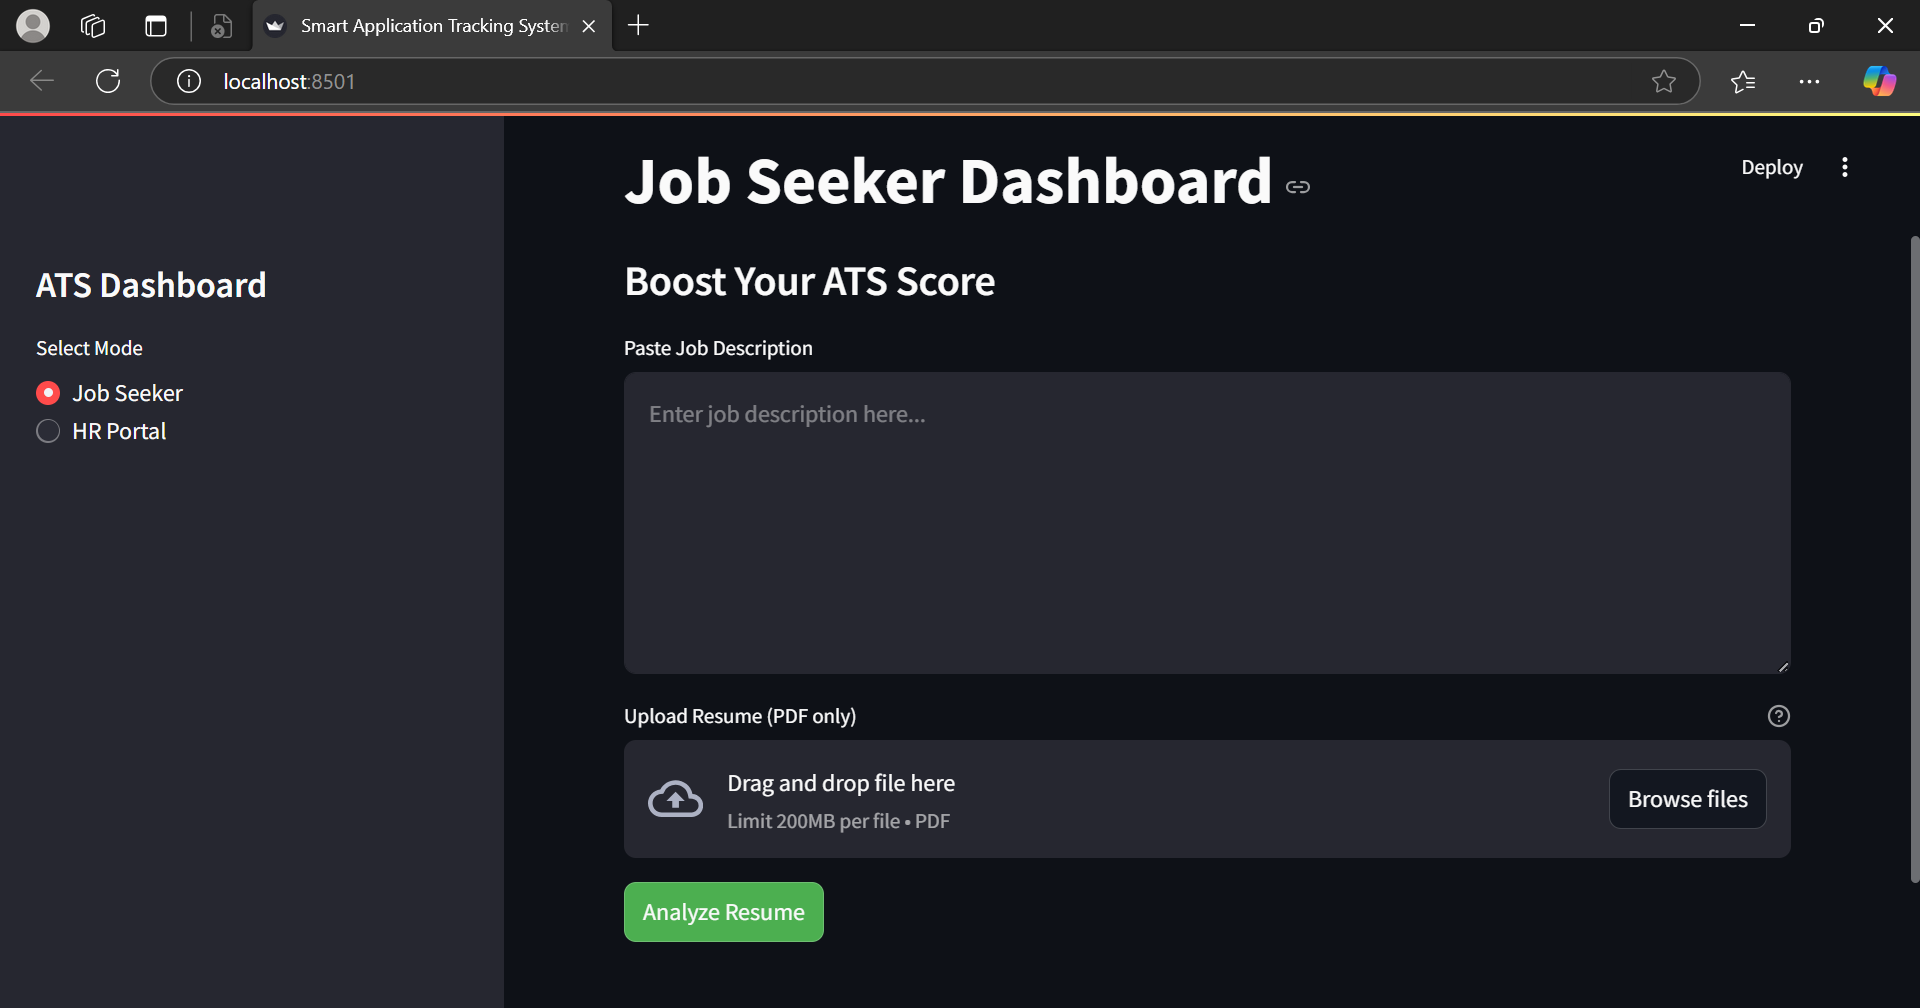 Smart Application Tracking System
localhost:8501
Deploy
ATS Dashboard
Select Mode
Job Seeker
HR Portal
Job Seeker Dashboard
Boost Your ATS Score
Paste Job Description
Enter job description here...
Upload Resume (PDF only)
Drag and drop file here
Limit 200MB per file • PDF
Browse files
Analyze Resume